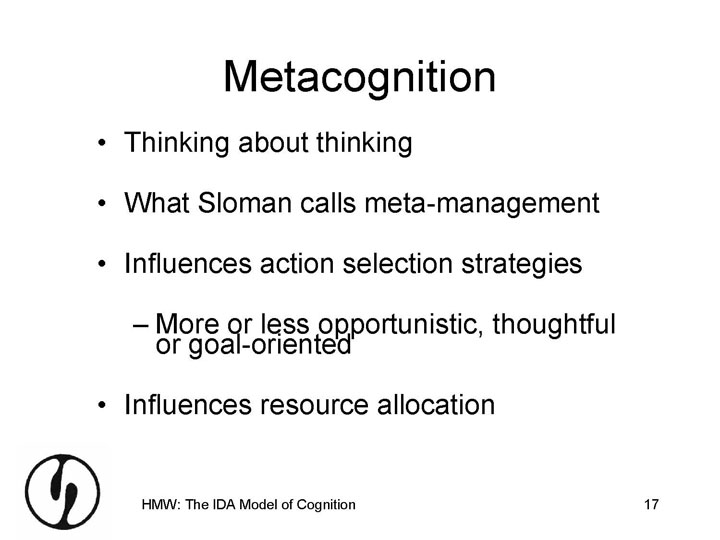 Metacognition
• Thinking about thinking
• What Sloman calls meta-management
• Influences action selection strategies
– More or less opportunistic, thoughtful
or goal-oriented
• Influences resource allocation
HMW: The IDA Model of Cognition
17